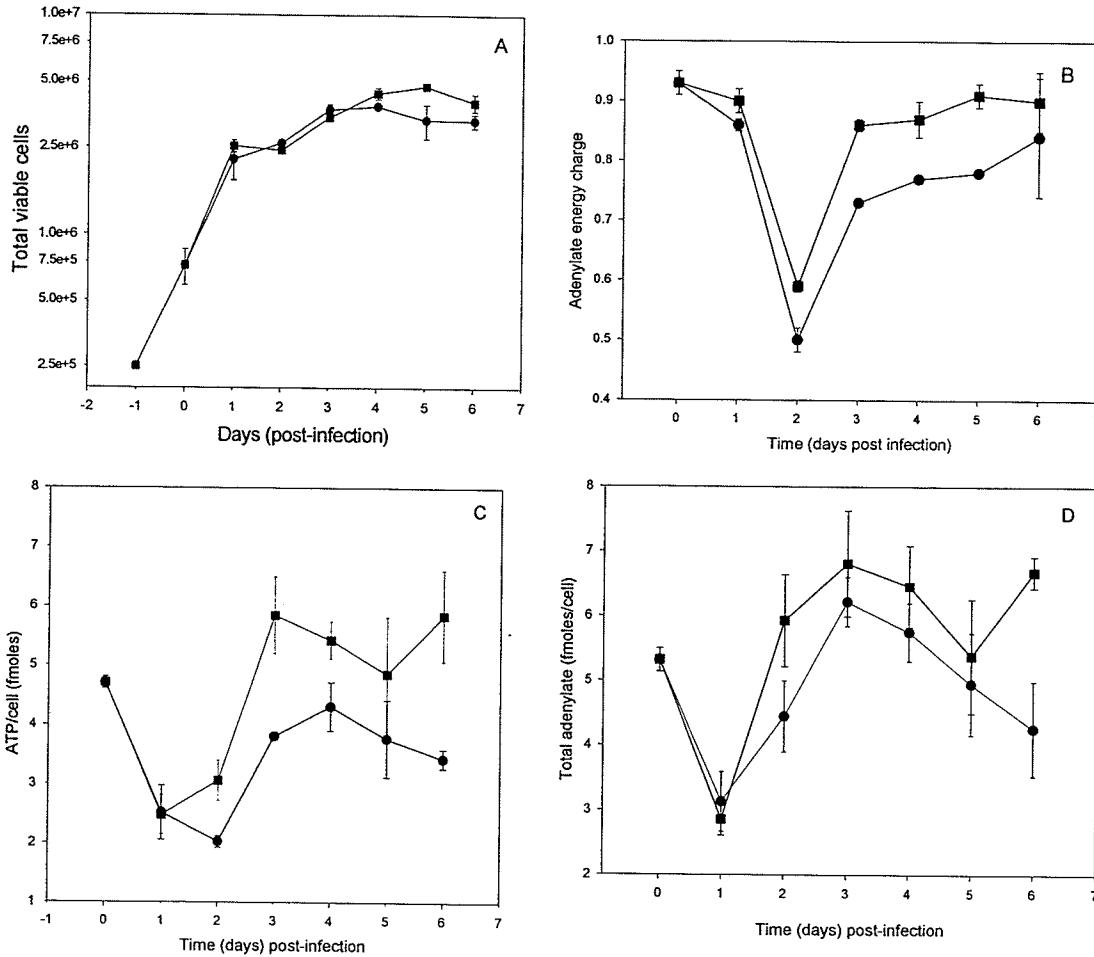 A
Total viable cells
1.0e+7
7.5e+6
5.0e+6
2.5e+6
1.0e+6
7.5e+5
5.0e+5
2.5e+5
-2 -1 0 1 2 3 4 5 6 7
Days (post-infection)
B
Adenylate energy charge
1.0
0.9
0.8
0.7
0.6
0.5
0.4
0 1 2 3 4 5 6
Time (days post infection)
C
ATP/cell (fmoles)
8
7
6
5
4
3
2
1
-1 0 1 2 3 4 5 6 7
Time (days) post-infection
D
Total adenylate (fmoles/cell)
8
7
6
5
4
3
2
0 1 2 3 4 5 6 7
Time (days) post-infection